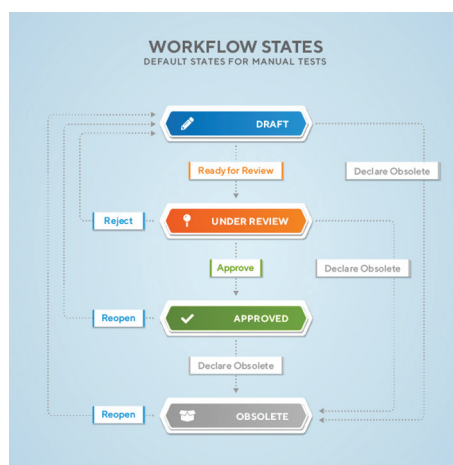 WORKFLOW STATES
DEFAULT STATES FOR MANUAL TESTS
DRAFT
Ready for Review
Declare Obsolete
Reject
UNDER REVIEW
Approve
Declare Obsolete
Reopen
APPROVED
Declare Obsolete
Reopen
OBSOLETE